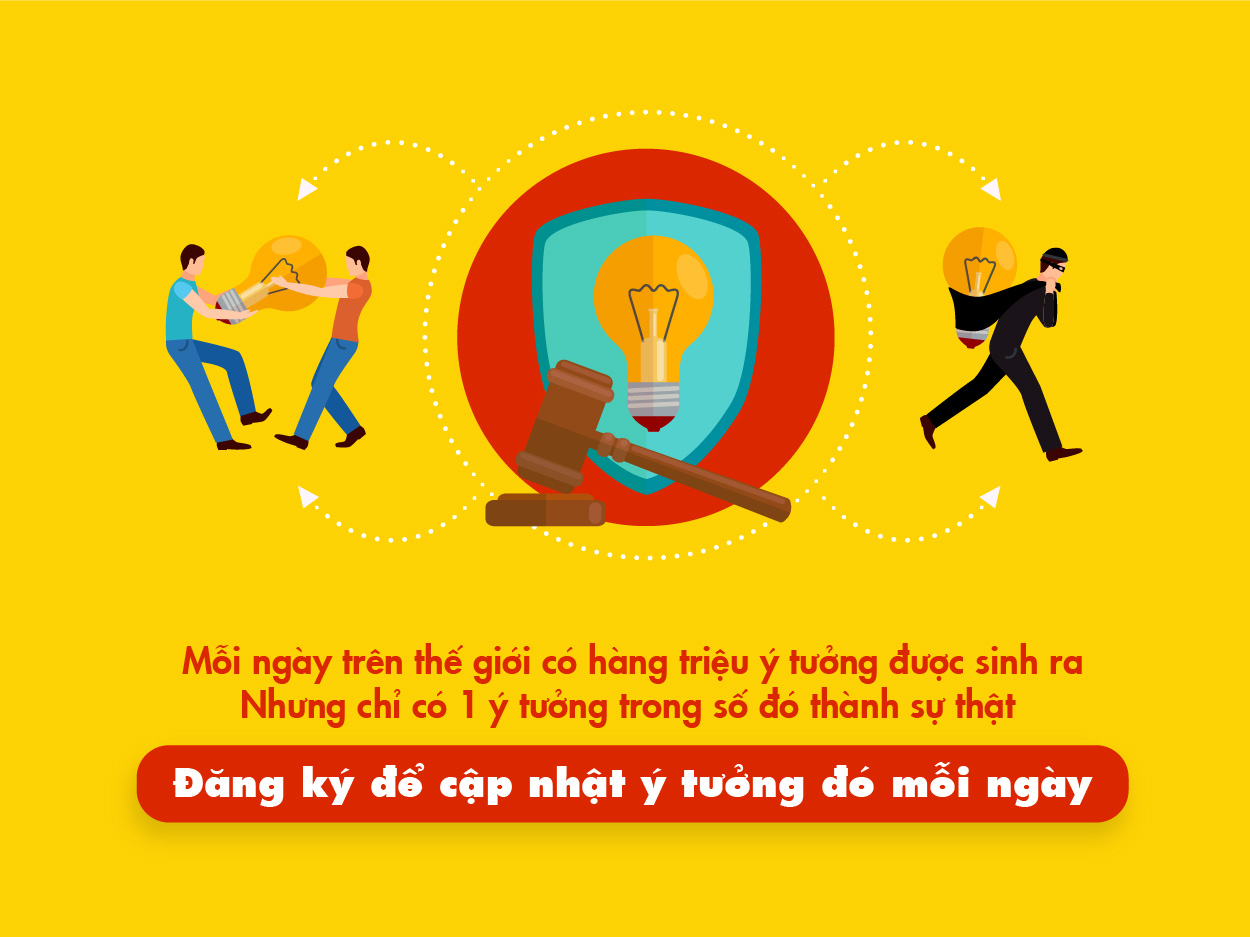 Mỗi ngày trên thế giới có hàng triệu ý tưởng được sinh ra
Nhưng chỉ có 1 ý tưởng trong số đó thành sự thật
Đăng ký để cập nhật ý tưởng đó mỗi ngày